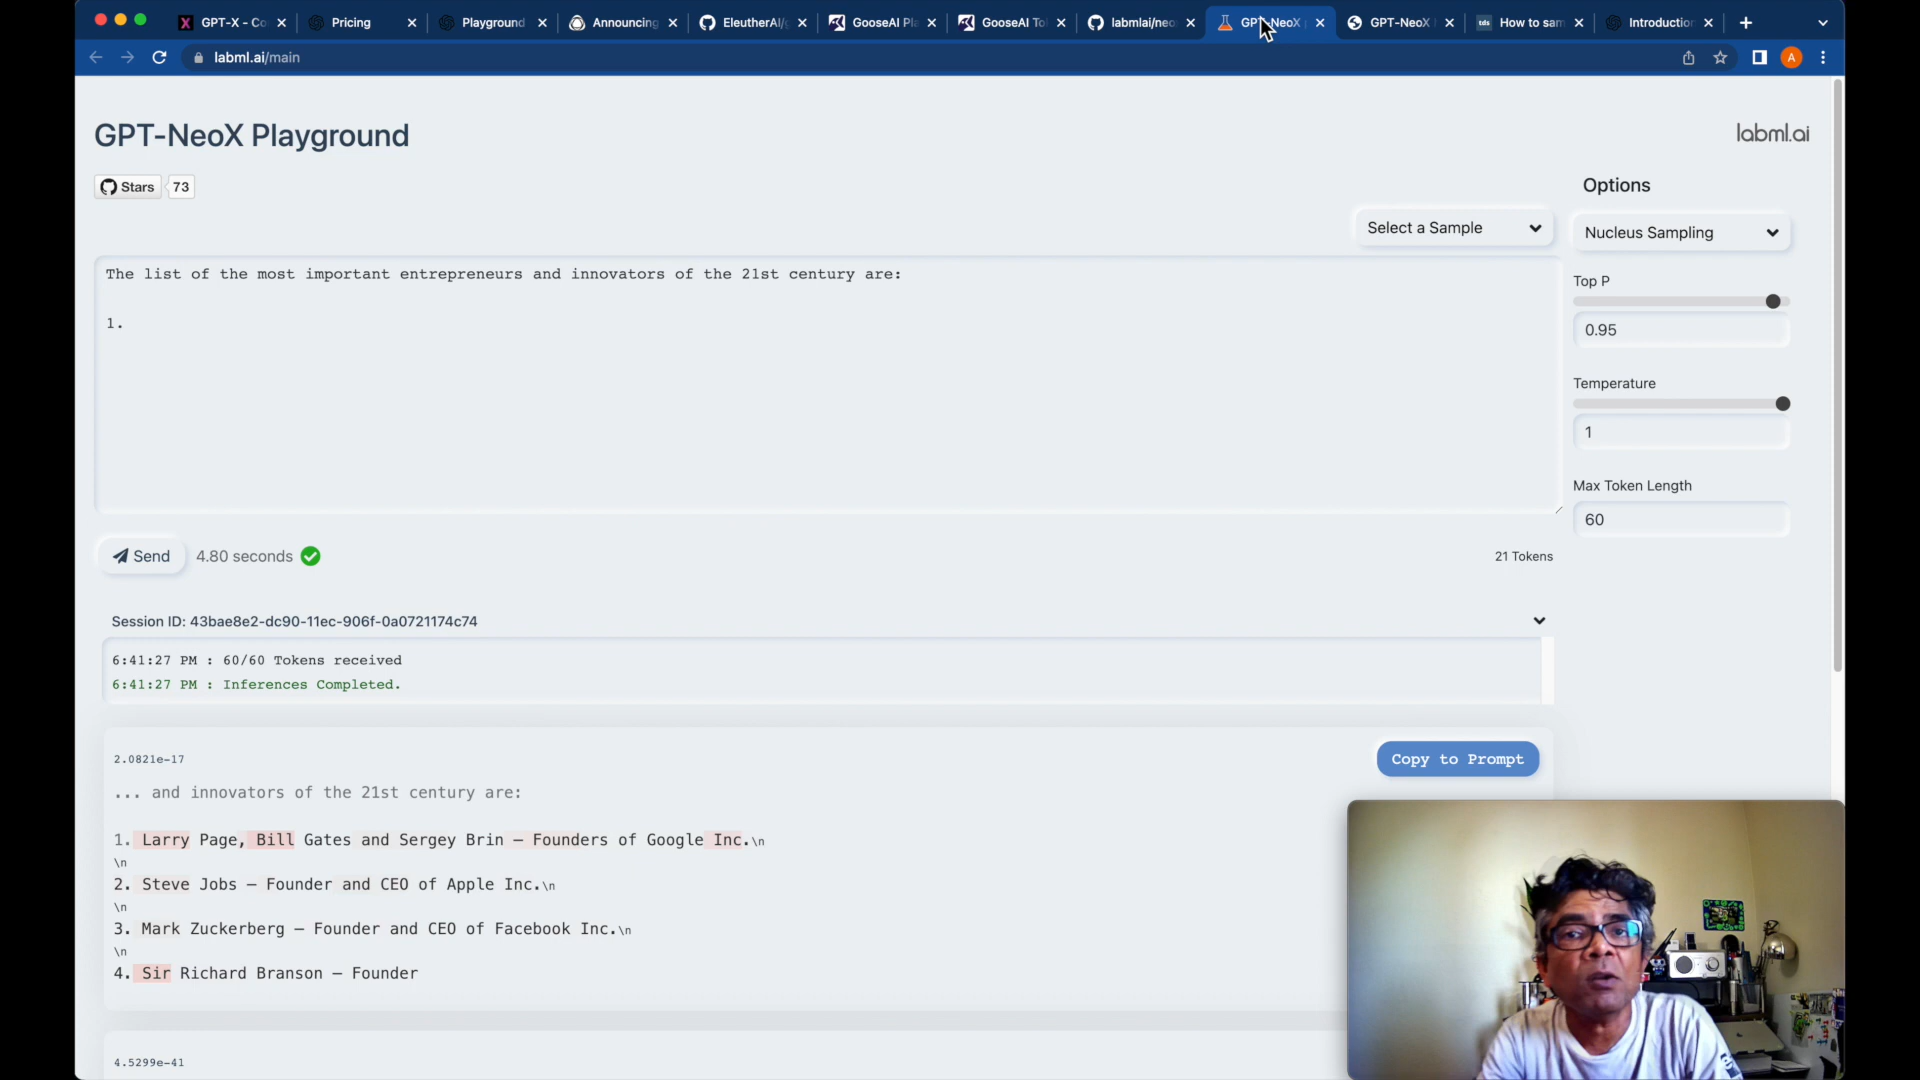 GPT-X - Co
Pricing
Playground
Announcing
EleutherAI/g
GooseAI Pla
GooseAI To
labmlai/neo
GPT-NeoX p
GPT-NeoX
tds How to sam
Introduction
labml.ai/main
A
GPT-NeoX Playground
labml.ai
Stars 73
Options
Select a Sample
Nucleus Sampling
The list of the most important entrepreneurs and innovators of the 21st century are:
1.
Top P
0.95
Temperature
1
Max Token Length
60
Send 4.80 seconds
21 Tokens
Session ID: 43bae8e2-dc90-11ec-906f-0a0721174c74
6:41:27 PM : 60/60 Tokens received
6:41:27 PM : Inferences Completed.
2.0821e-17
Copy to Prompt
... and innovators of the 21st century are:
1. Larry Page, Bill Gates and Sergey Brin — Founders of Google Inc.\n
\n
2. Steve Jobs — Founder and CEO of Apple Inc.\n
\n
3. Mark Zuckerberg — Founder and CEO of Facebook Inc.\n
\n
4. Sir Richard Branson — Founder
4.5299e-41